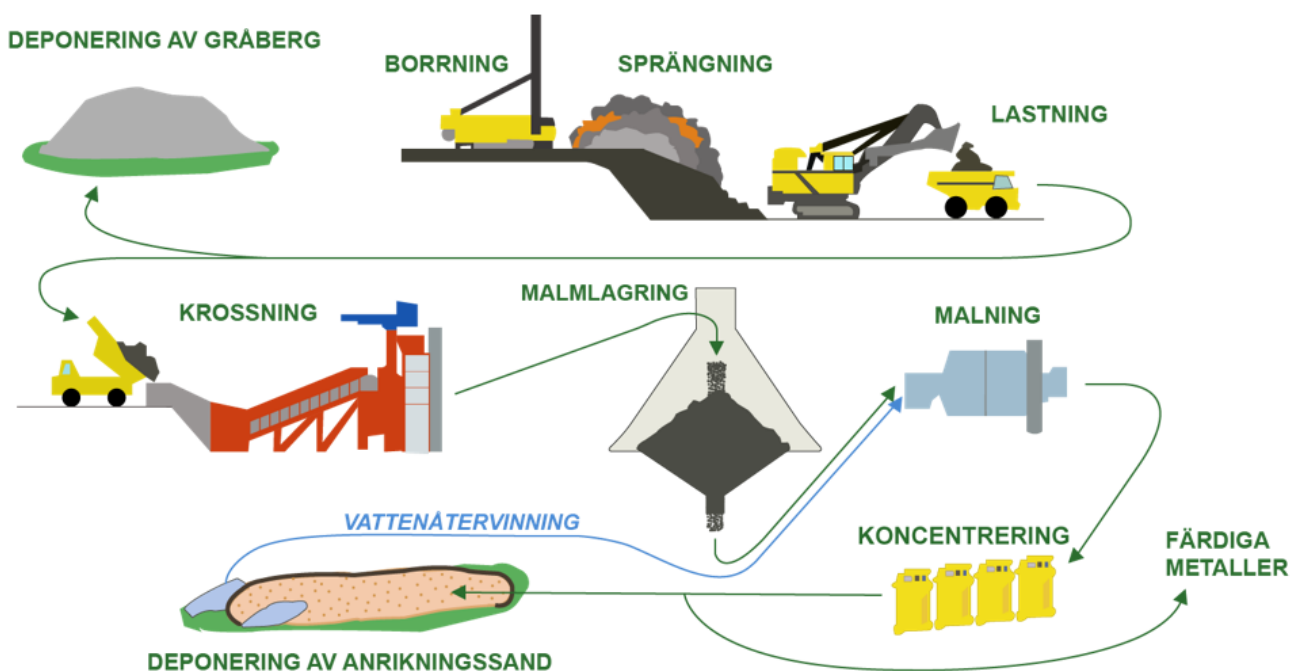 DEPONERING AV GRÅBERG
BORRNING
SPRÄNGNING
LASTNING
KROSSNING
MALMLAGRING
MALNING
VATTENÅTERVINNING
KONCENTRERING
FÄRDIGA
METALLER
DEPONERING AV ANRIKNINGSSAND